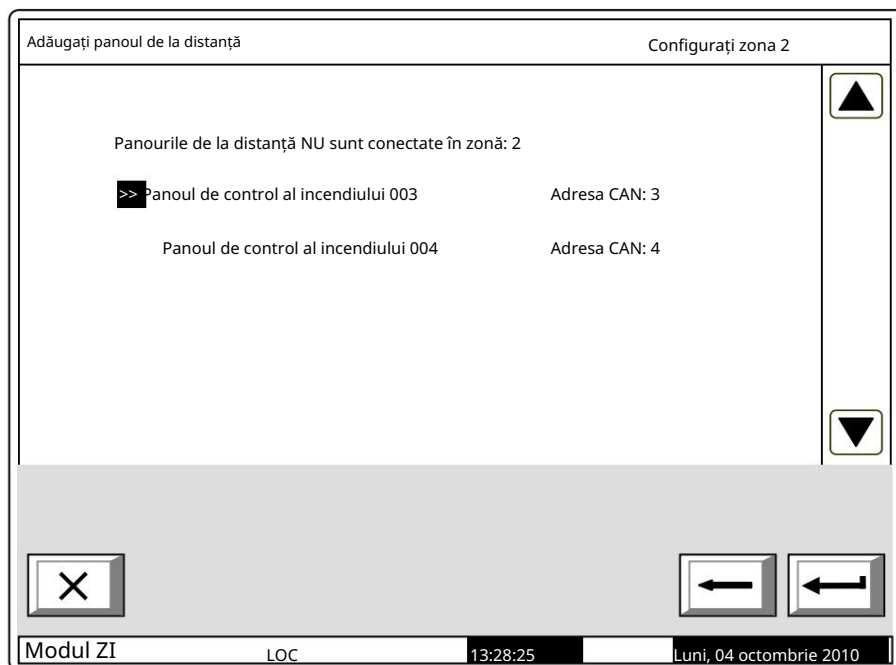 Adăugați panoul de la distanță Configurați zona 2
Panourile de la distanță NU sunt conectate în zonă: 2
>> Panoul de control al incendiului 003 Adresa CAN: 3
Panoul de control al incendiului 004 Adresa CAN: 4
Modul ZI LOC 13:28:25 Luni, 04 octombrie 2010